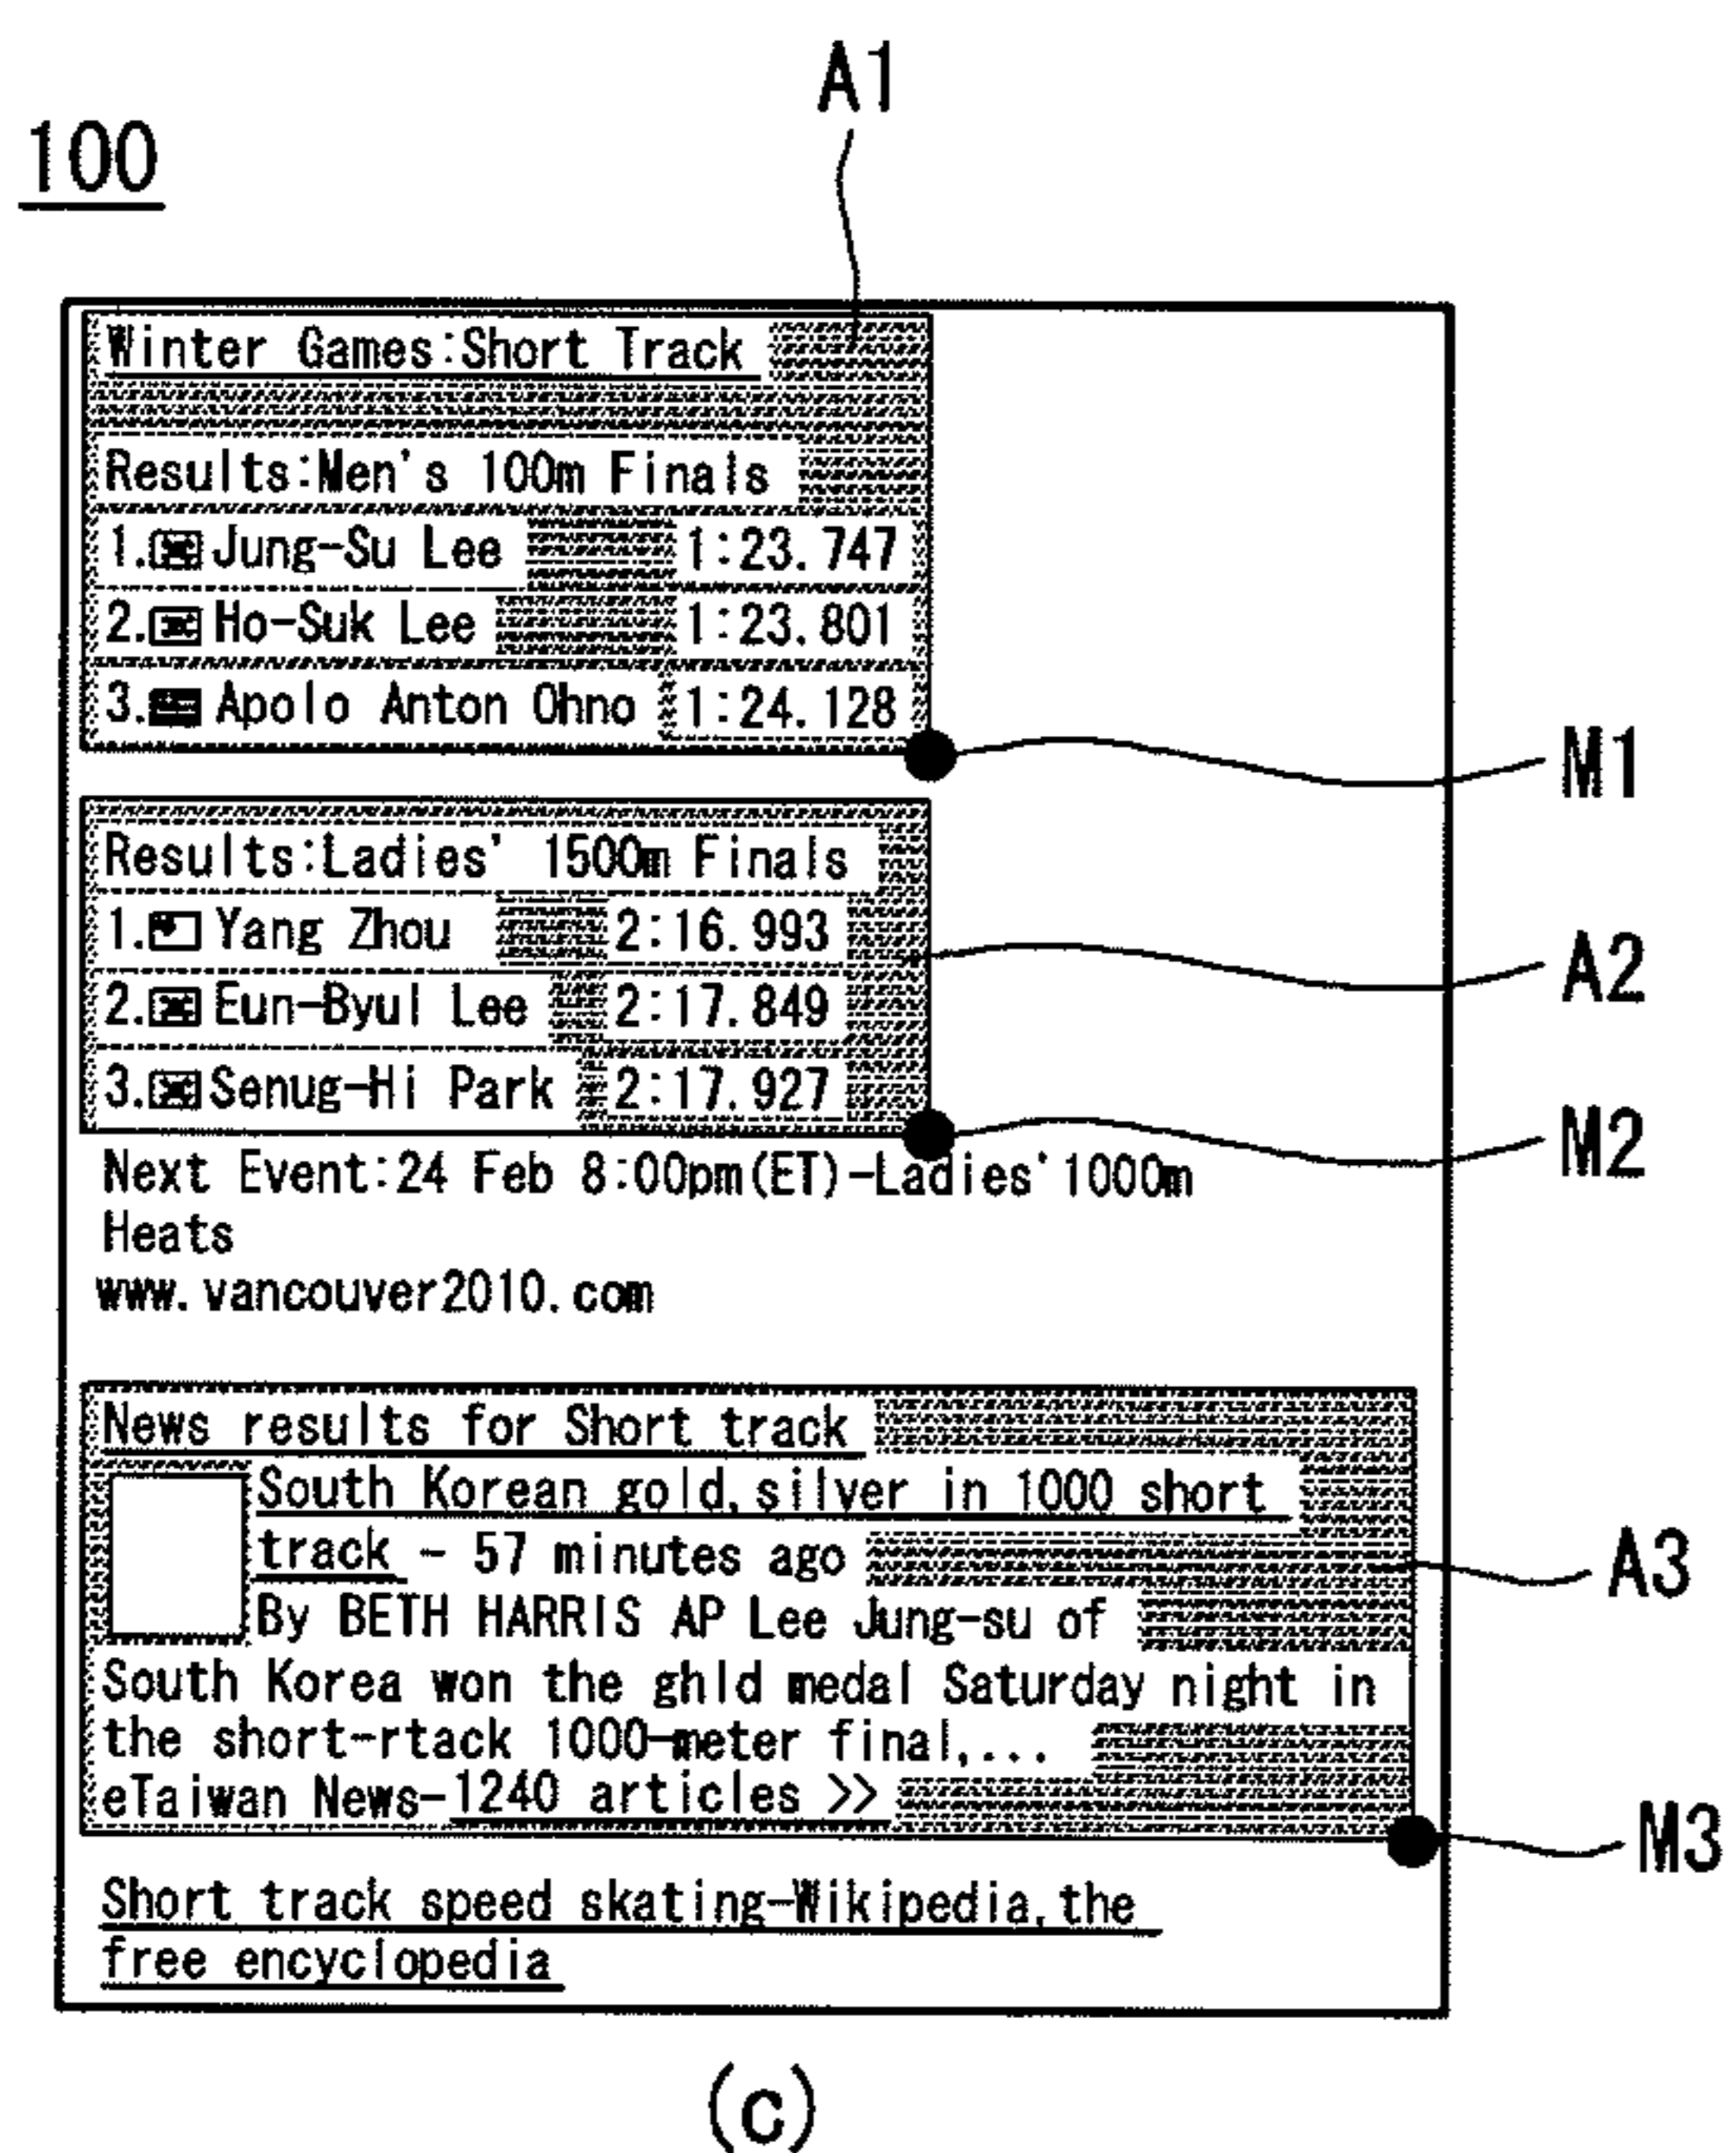 A1
100
Winter Games:Short Track
Results:Men's 100m Finals
1. Jung-Su Lee 1:23.747
2. Ho-Suk Lee 1:23.801
3. Apolo Anton Ohno 1:24.128
M1
Results:Ladies' 1500m Finals
1. Yang Zhou 2:16.993
A2
2. Eun-Byul Lee 2:17.849
3. Senug-Hi Park 2:17.927
M2
Next Event:24 Feb 8:00pm(ET)-Ladies'1000m
Heats
www.vancouver2010.com
News results for Short track
South Korean gold,silver in 1000 short
track - 57 minutes ago
A3
By BETH HARRIS AP Lee Jung-su of
South Korea won the ghld medal Saturday night in
the short-rtack 1000-meter final,...
eTaiwan News-1240 articles >>
M3
Short track speed skating-Wikipedia,the
free encyclopedia
(c)